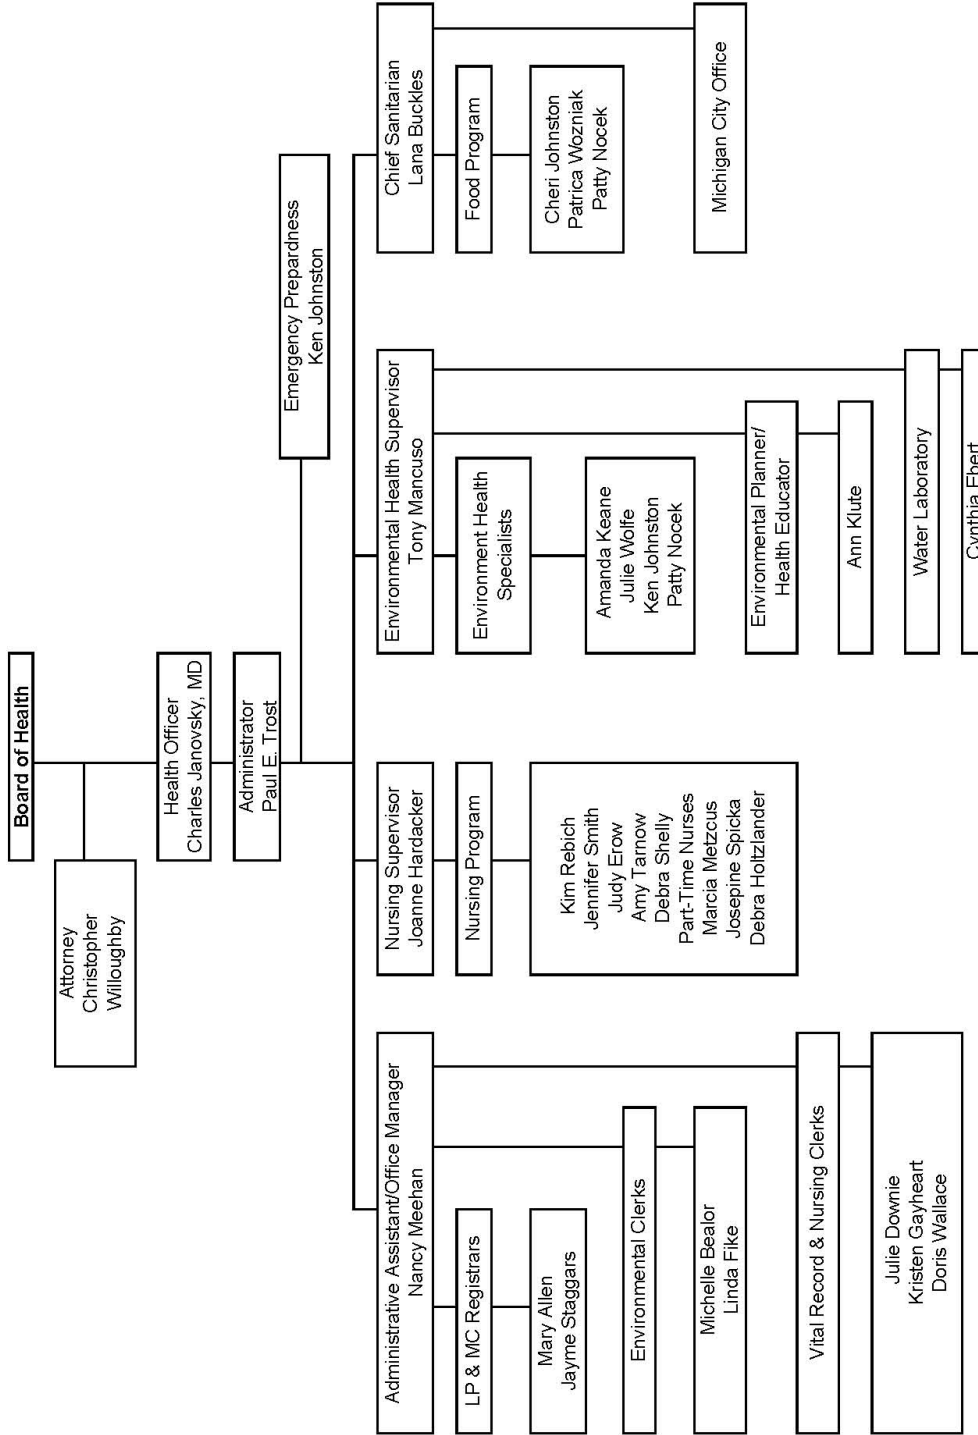 Board of Health
Attorney
Christopher
Willoughby
Health Officer
Charles Janovsky, MD
Administrator
Paul E. Trost
Emergency Prepardness
Ken Johnston
Administrative Assistant/Office Manager
Nancy Meehan
LP & MC Registrars
Mary Allen
Jayme Staggars
Environmental Clerks
Michelle Bealor
Linda Fike
Vital Record & Nursing Clerks
Julie Downie
Kristen Gayheart
Doris Wallace
Nursing Supervisor
Joanne Hardacker
Nursing Program
Kim Rebich
Jennifer Smith
Judy Erow
Amy Tarnow
Debra Shelly
Part-Time Nurses
Marcia Metzcus
Josepine Spicka
Debra Holtzlander
Environmental Health Supervisor
Tony Mancuso
Environment Health
Specialists
Amanda Keane
Julie Wolfe
Ken Johnston
Patty Nocek
Environmental Planner/
Health Educator
Ann Klute
Water Laboratory
Cynthia Ebert
Chief Sanitarian
Lana Buckles
Food Program
Cheri Johnston
Patrica Wozniak
Patty Nocek
Michigan City Office